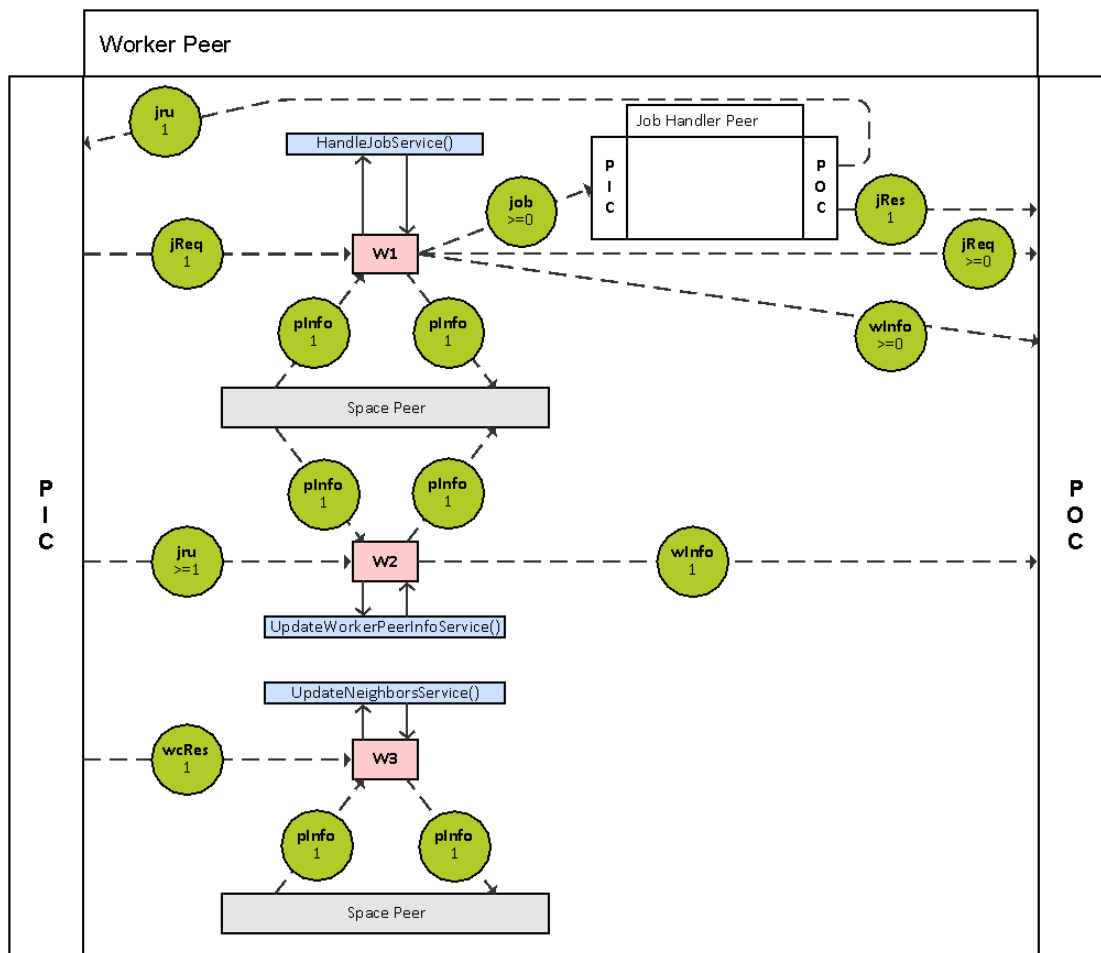 Worker Peer
jru
1
Job Handler Peer
HandleJobService()
P
I
C
P
O
C
job
>=0
jRes
1
jReq
1
W1
jReq
>=0
pInfo
1
pInfo
1
wInfo
>=0
Space Peer
pInfo
1
pInfo
1
P
I
C
P
O
C
jru
>=1
W2
wInfo
1
UpdateWorkerPeerInfoService()
UpdateNeighborsService()
wcRes
1
W3
pInfo
1
pInfo
1
Space Peer